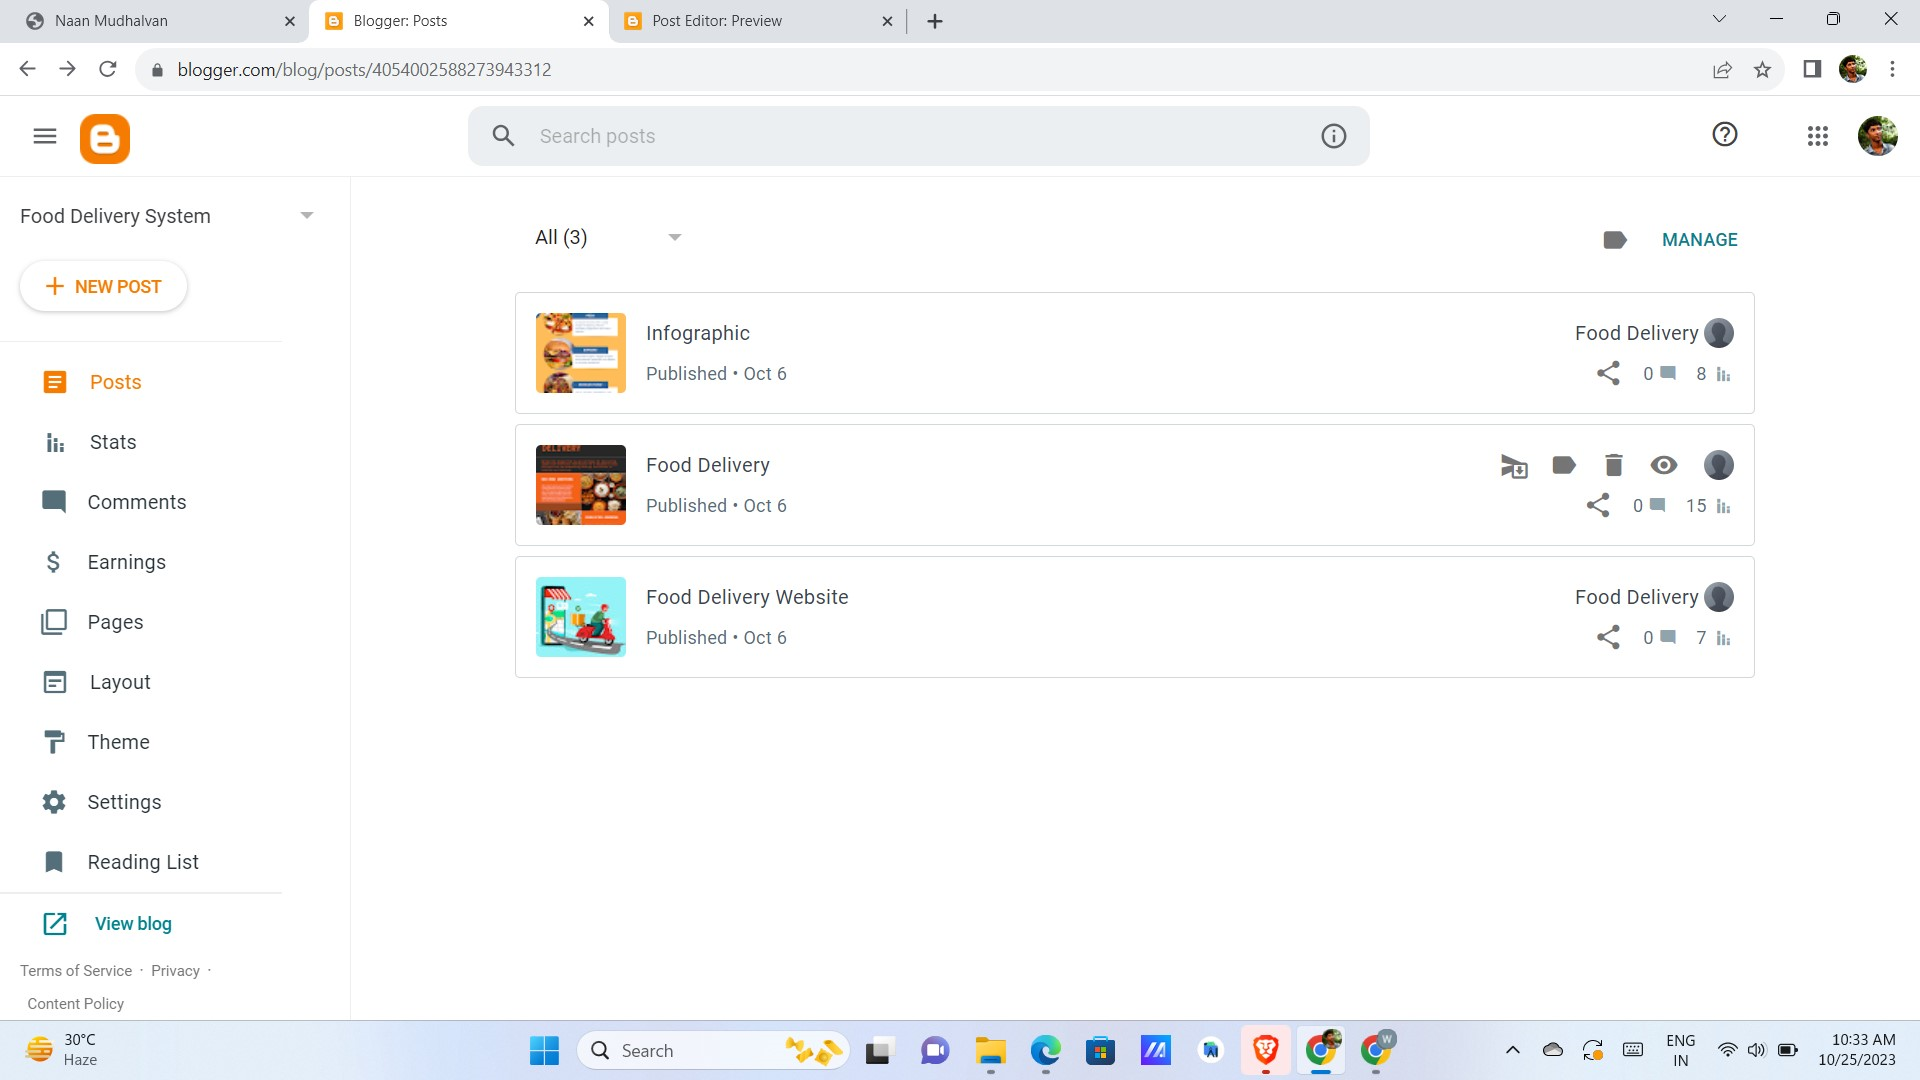 Naan Mudhalvan
Blogger: Posts
Post Editor: Preview
blogger.com/blog/posts/4054002588273943312
Search posts
Food Delivery System
NEW POST
Posts
Stats
Comments
Earnings
Pages
Layout
Theme
Settings
Reading List
View blog
Terms of Service · Privacy ·
Content Policy
All (3)
MANAGE
Infographic
Food Delivery
Published • Oct 6
0 8
Food Delivery
Published • Oct 6
0 15
Food Delivery Website
Food Delivery
Published • Oct 6
0 7
30°C
Haze
Search
W
ENG
IN
10:33 AM
10/25/2023